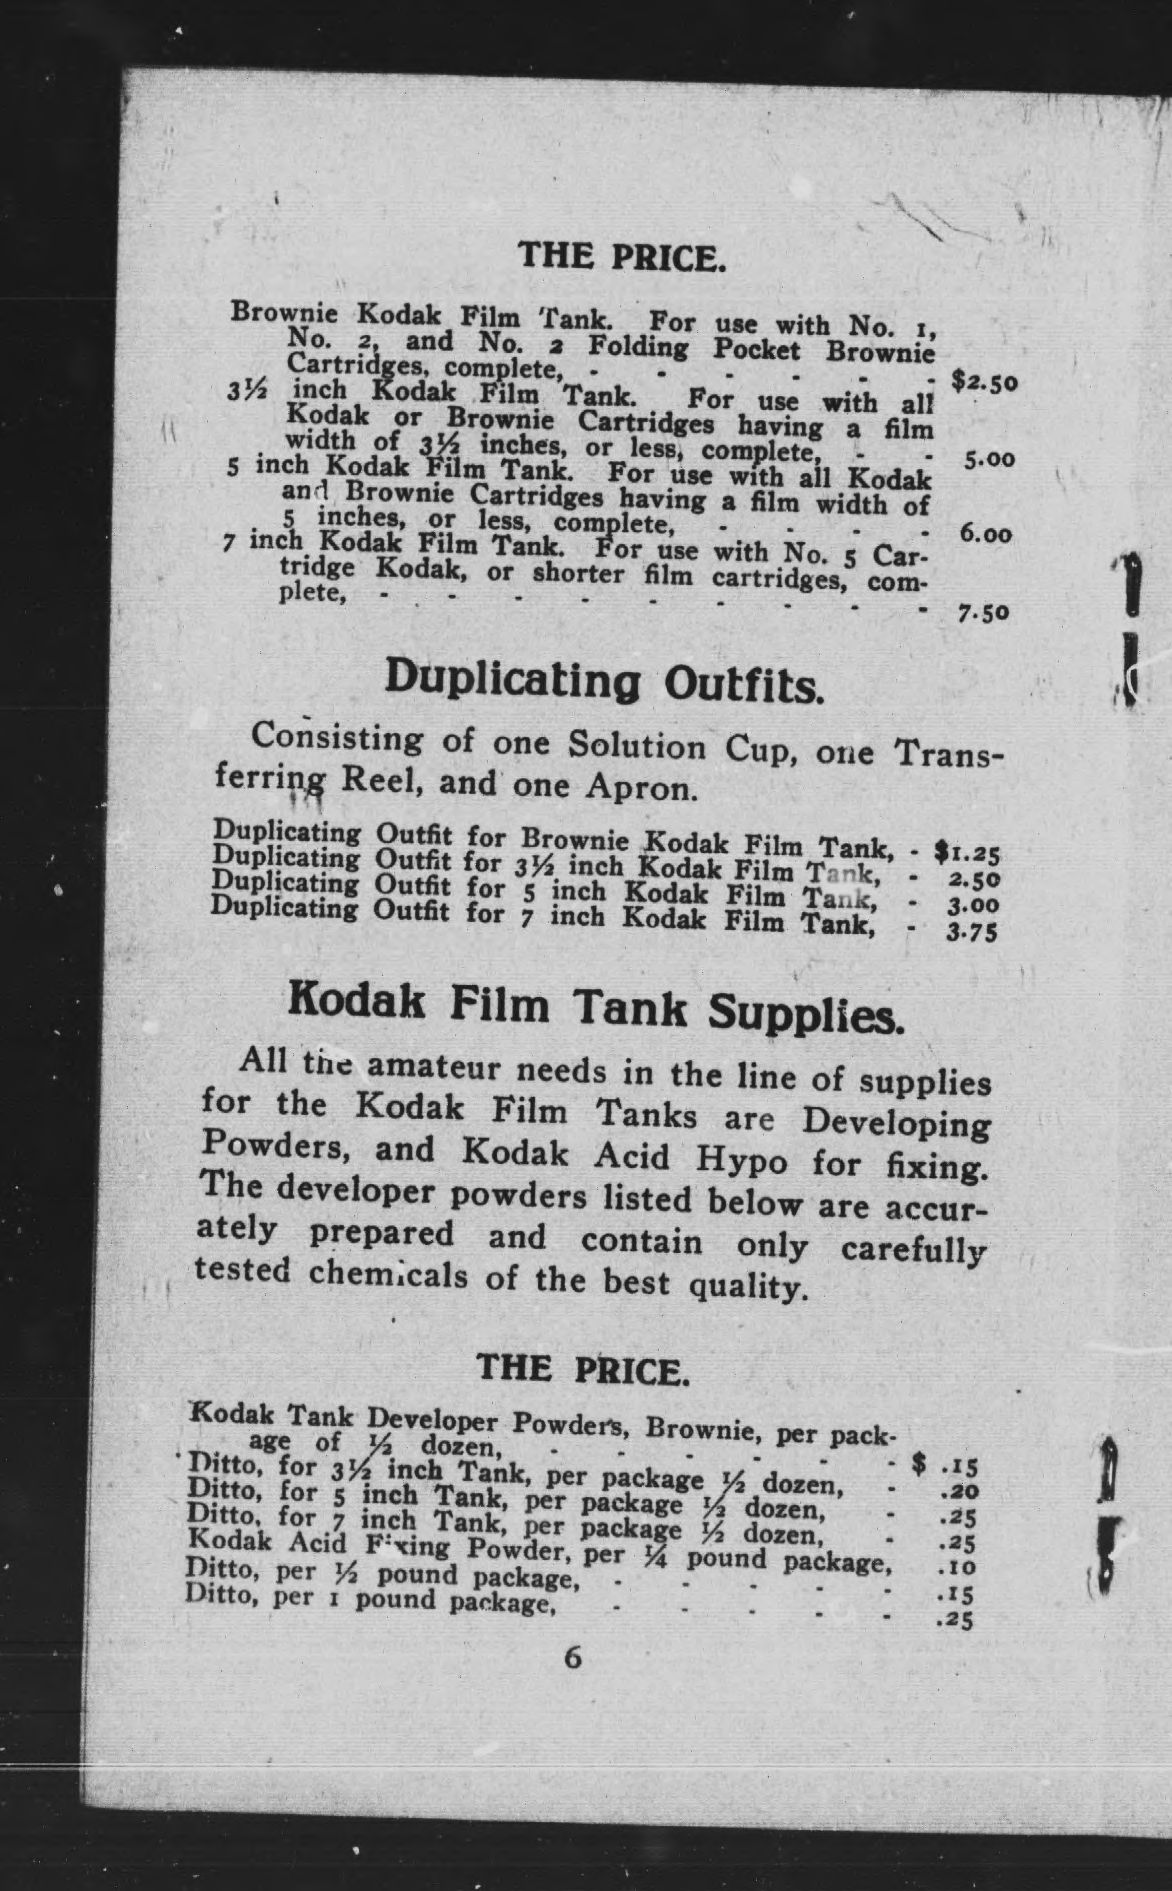 THE PRICE.
Brownie Kodak Film Tank. For use with No. 1,
No. 2, and No. 2 Folding Pocket Brownie
Cartridges, complete, - - - - - - $2.50
3½ inch Kodak Film Tank. For use with all
Kodak or Brownie Cartridges having a film
width of 3½ inches, or less, complete, - - 5.00
5 inch Kodak Film Tank. For use with all Kodak
and Brownie Cartridges having a film width of
5 inches, or less, complete, - - - - 6.00
7 inch Kodak Film Tank. For use with No. 5 Car-
tridge Kodak, or shorter film cartridges, com-
plete, - - - - - - - - - 7.50
Duplicating Outfits.
Consisting of one Solution Cup, one Trans-
ferring Reel, and one Apron.
Duplicating Outfit for Brownie Kodak Film Tank, - $1.25
Duplicating Outfit for 3½ inch Kodak Film Tank, - 2.50
Duplicating Outfit for 5 inch Kodak Film Tank, - 3.00
Duplicating Outfit for 7 inch Kodak Film Tank, - 3.75
Kodak Film Tank Supplies.
All the amateur needs in the line of supplies
for the Kodak Film Tanks are Developing
Powders, and Kodak Acid Hypo for fixing.
The developer powders listed below are accur-
ately prepared and contain only carefully
tested chemicals of the best quality.
THE PRICE.
Kodak Tank Developer Powders, Brownie, per pack-
age of ½ dozen, - - - - - - $ .15
Ditto, for 3½ inch Tank, per package ½ dozen, - .20
Ditto, for 5 inch Tank, per package ½ dozen, - .25
Ditto, for 7 inch Tank, per package ½ dozen, - .25
Kodak Acid Fixing Powder, per ¼ pound package, .10
Ditto, per ½ pound package, - - - - - .15
Ditto, per 1 pound package, - - - - - .25
6